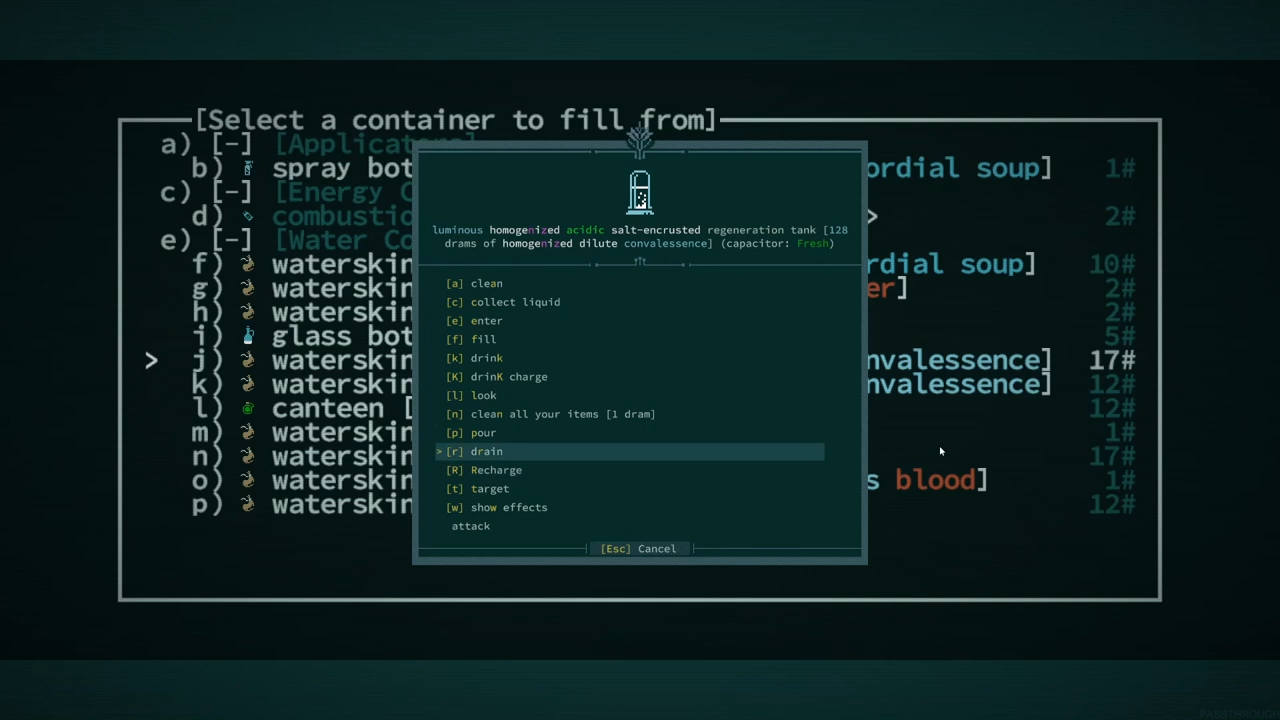 [Select a container to fill from]
a) [-] [Applicators]
b) spray bot ordial soup] 1#
c) [-] [Energy C
d) combustio > 2#
e) [-] [Water Co
f) waterskin rdial soup] 10#
g) waterskin er] 2#
h) waterskin 2#
i) glass bot 5#
> j) waterskin nvalessence] 17#
k) waterskin nvalessence] 12#
l) canteen [ 12#
m) waterskin 1#
n) waterskin 17#
o) waterskin s blood] 1#
p) waterskin 12#
luminous homogenized acidic salt-encrusted regeneration tank [128
drams of homogenized dilute convalessence] (capacitor: Fresh)
[a] clean
[c] collect liquid
[e] enter
[f] fill
[k] drink
[K] drinK charge
[l] look
[n] clean all your items [1 dram]
[p] pour
> [r] drain
[R] Recharge
[t] target
[w] show effects
attack
[Esc] Cancel